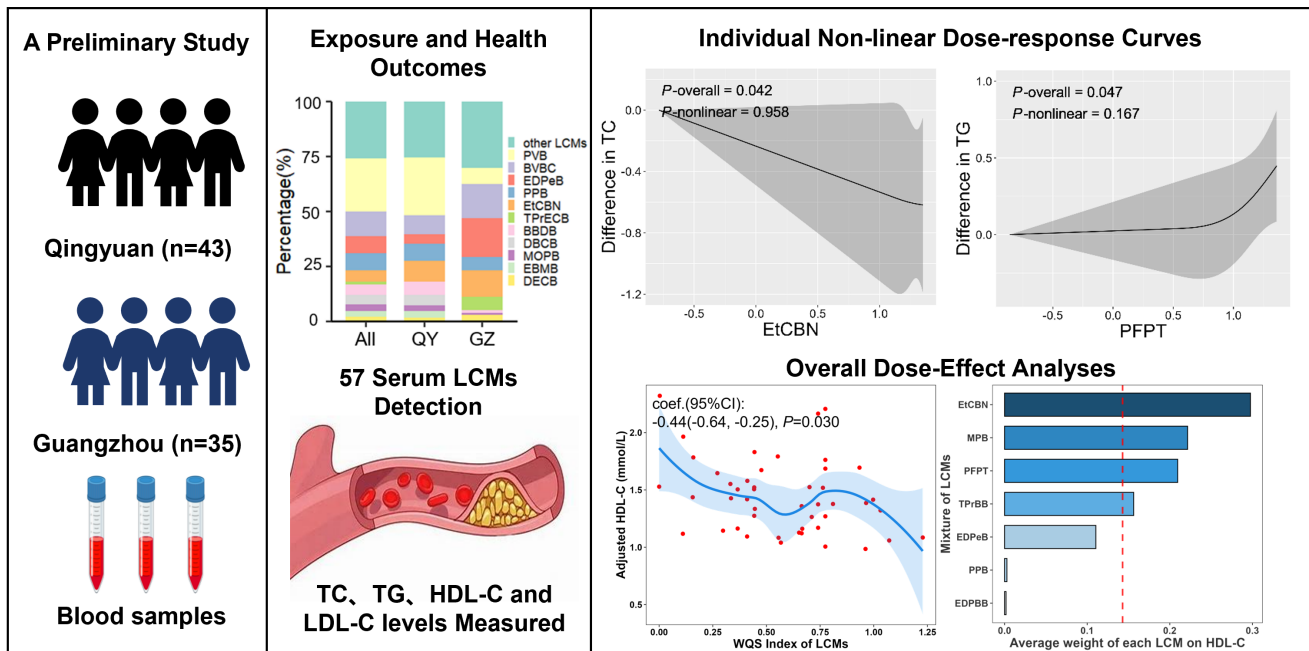 A Preliminary Study
Qingyuan (n=43)
Guangzhou (n=35)
Blood samples
Exposure and Health
Outcomes
Percentage(%)
100
75
50
25
0
All
QY
GZ
other LCMs
PVB
BVBC
EDPeB
PPB
EtCBN
TPrECB
BBDB
DBCB
MOPB
EBMB
DECB
57 Serum LCMs
Detection
TC、TG、HDL-C and
LDL-C levels Measured
Individual Non-linear Dose-response Curves
P-overall = 0.042
P-nonlinear = 0.958
Difference in TC
0.0
-0.4
-0.8
-1.2
-0.5
0.0
0.5
1.0
EtCBN
P-overall = 0.047
P-nonlinear = 0.167
Difference in TG
1.0
0.5
0.0
-0.5
0.0
0.5
1.0
PFPT
Overall Dose-Effect Analyses
coef.(95%CI):
-0.44(-0.64, -0.25), P=0.030
Adjusted HDL-C (mmol/L)
2.0
1.5
1.0
0.5
0.00
0.25
0.50
0.75
1.00
1.25
WQS Index of LCMs
Mixture of LCMs
EtCBN
MPB
PFPT
TPrBB
EDPeB
PPB
EDPBB
0.0
0.1
0.2
0.3
Average weight of each LCM on HDL-C